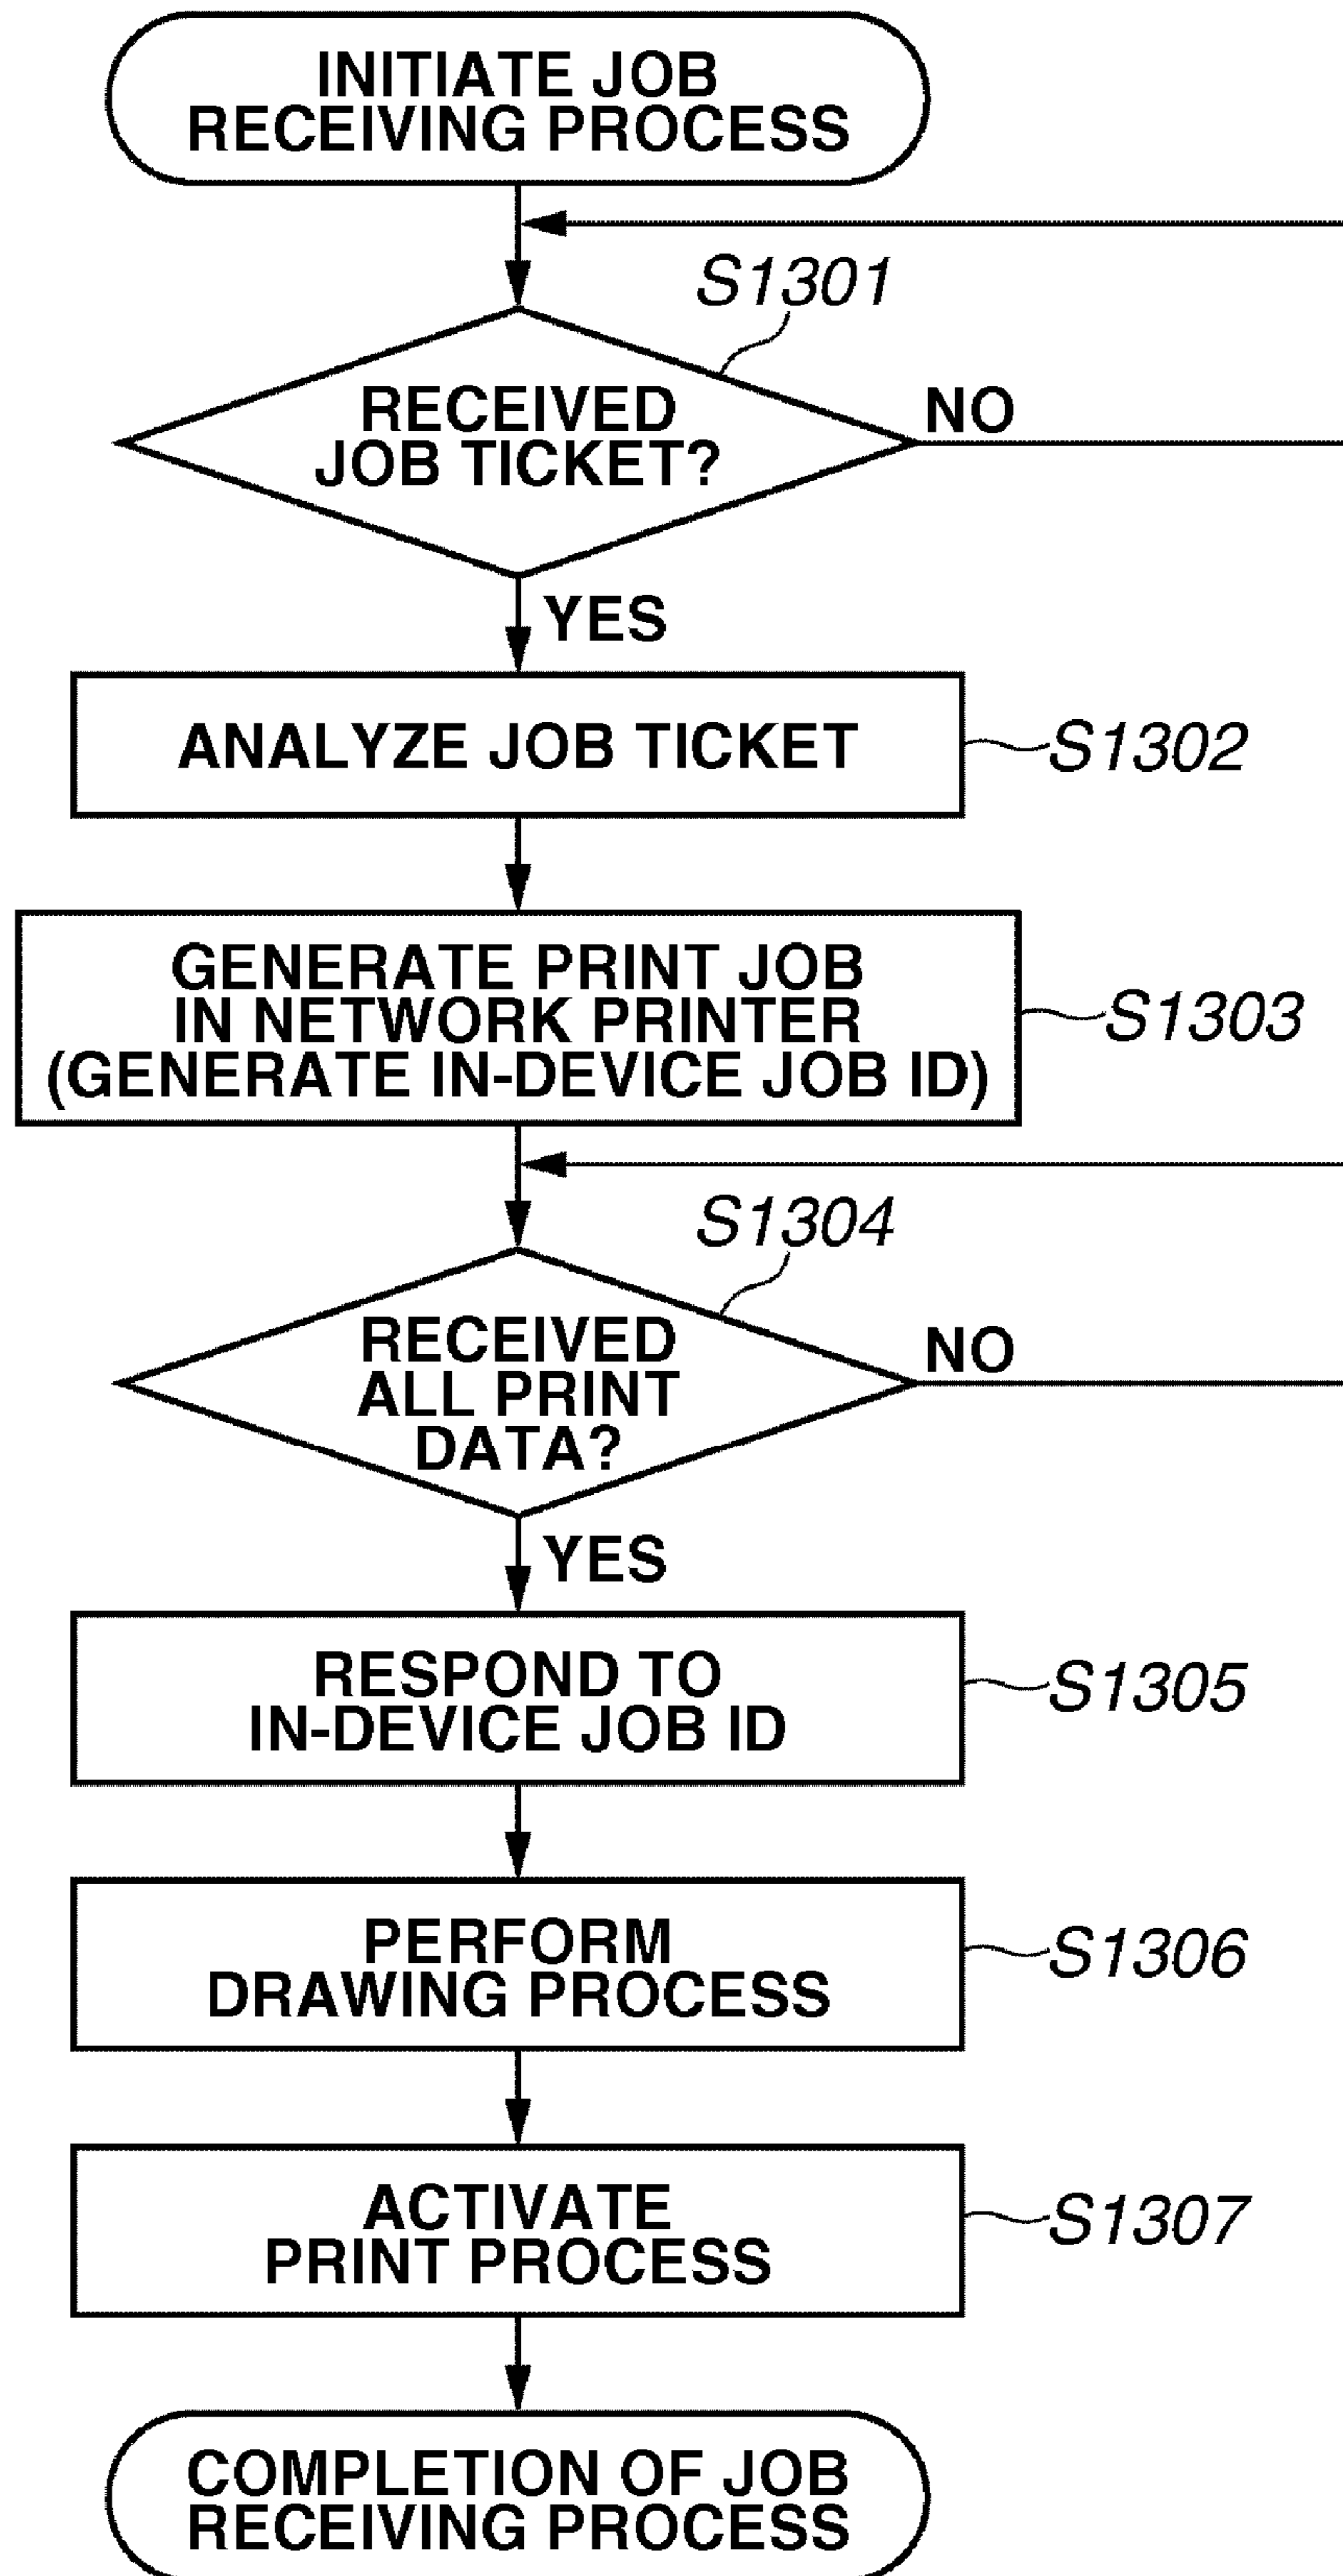 INITIATE JOB
RECEIVING PROCESS
S1301
RECEIVED
JOB TICKET?
NO
YES
ANALYZE JOB TICKET
S1302
GENERATE PRINT JOB
IN NETWORK PRINTER
(GENERATE IN-DEVICE JOB ID)
S1303
S1304
RECEIVED
ALL PRINT
DATA?
NO
YES
RESPOND TO
IN-DEVICE JOB ID
S1305
PERFORM
DRAWING PROCESS
S1306
ACTIVATE
PRINT PROCESS
S1307
COMPLETION OF JOB
RECEIVING PROCESS